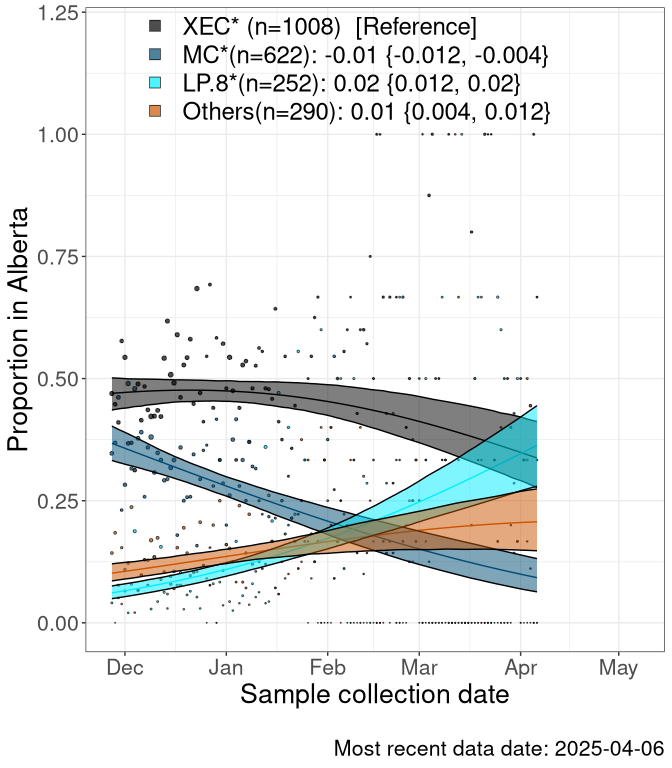 XEC* (n=1008)  [Reference]
MC*(n=622): -0.01 {-0.012, -0.004}
LP.8*(n=252): 0.02 {0.012, 0.02}
Others(n=290): 0.01 {0.004, 0.012}
1.25
1.00
0.75
0.50
0.25
0.00
Proportion in Alberta
Dec Jan Feb Mar Apr May
Sample collection date
Most recent data date: 2025-04-06